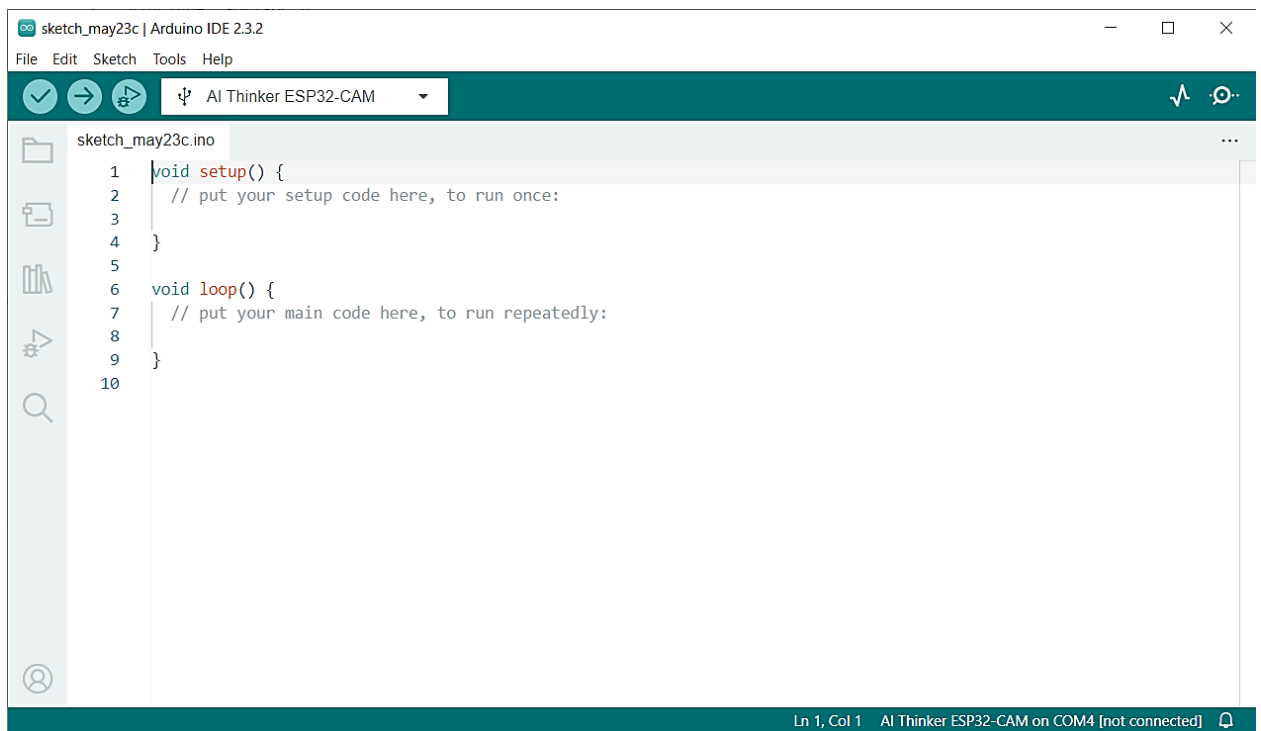 sketch_may23c | Arduino IDE 2.3.2
File Edit Sketch Tools Help
AI Thinker ESP32-CAM
sketch_may23c.ino
1 void setup() {
2 // put your setup code here, to run once:
3
4 }
5
6 void loop() {
7 // put your main code here, to run repeatedly:
8
9 }
10
Ln 1, Col 1 AI Thinker ESP32-CAM on COM4 [not connected]